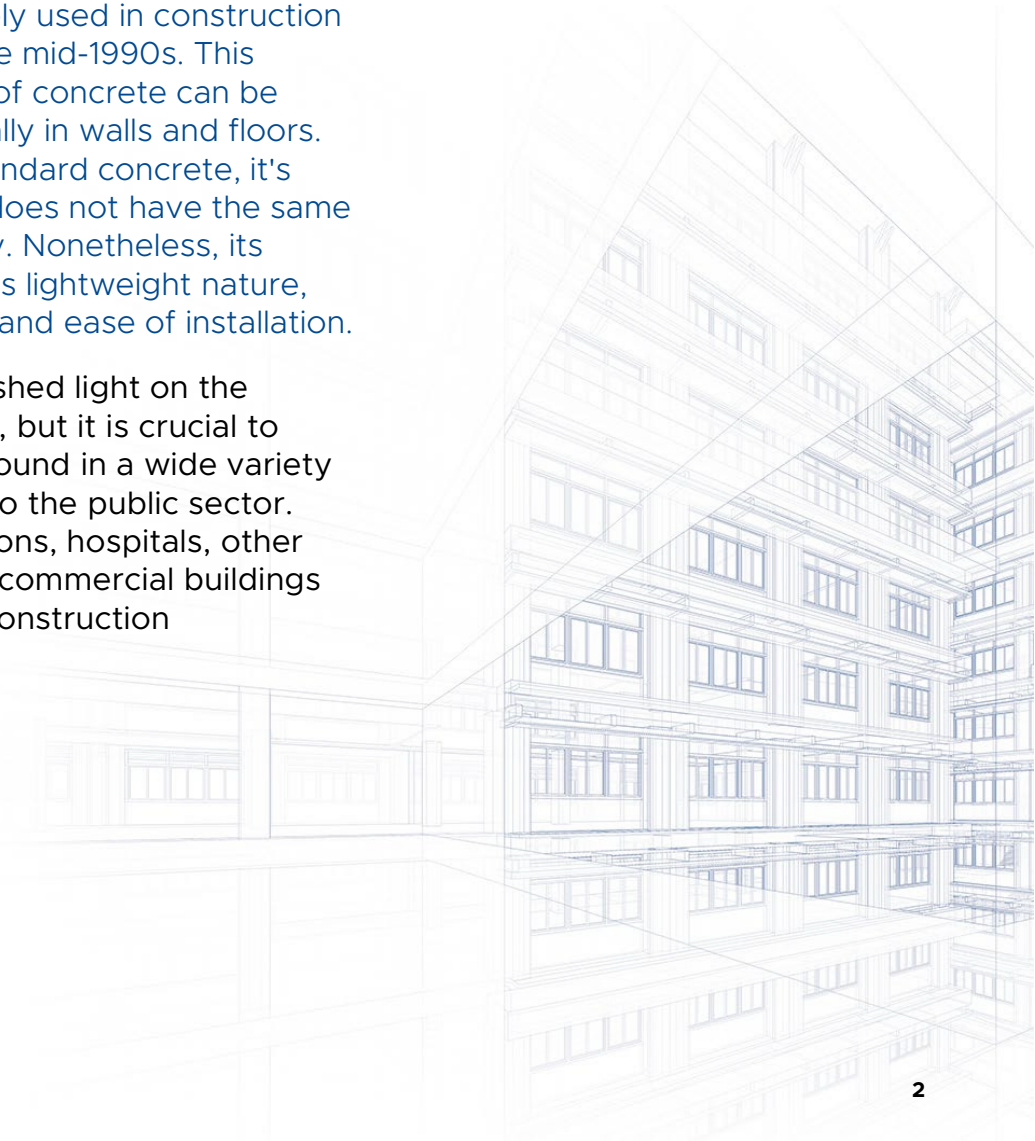 ly used in construction
e mid-1990s. This
of concrete can be
lly in walls and floors.
ndard concrete, it's
does not have the same
y. Nonetheless, its
s lightweight nature,
and ease of installation.
shed light on the
, but it is crucial to
ound in a wide variety
o the public sector.
ons, hospitals, other
commercial buildings
onstruction
2